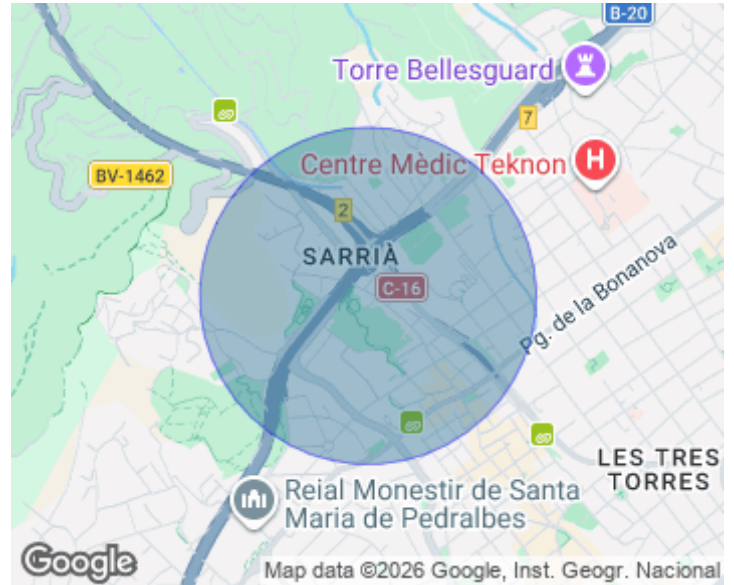 B-20
Torre Bellesguard
7
Centre Mèdic Teknon
H
BV-1462
2
SARRIÀ
C-16
Pg. de la Bonanova
LES TRES
TORRES
Reial Monestir de Santa
Maria de Pedralbes
Google
Map data ©2026 Google, Inst. Geogr. Nacional